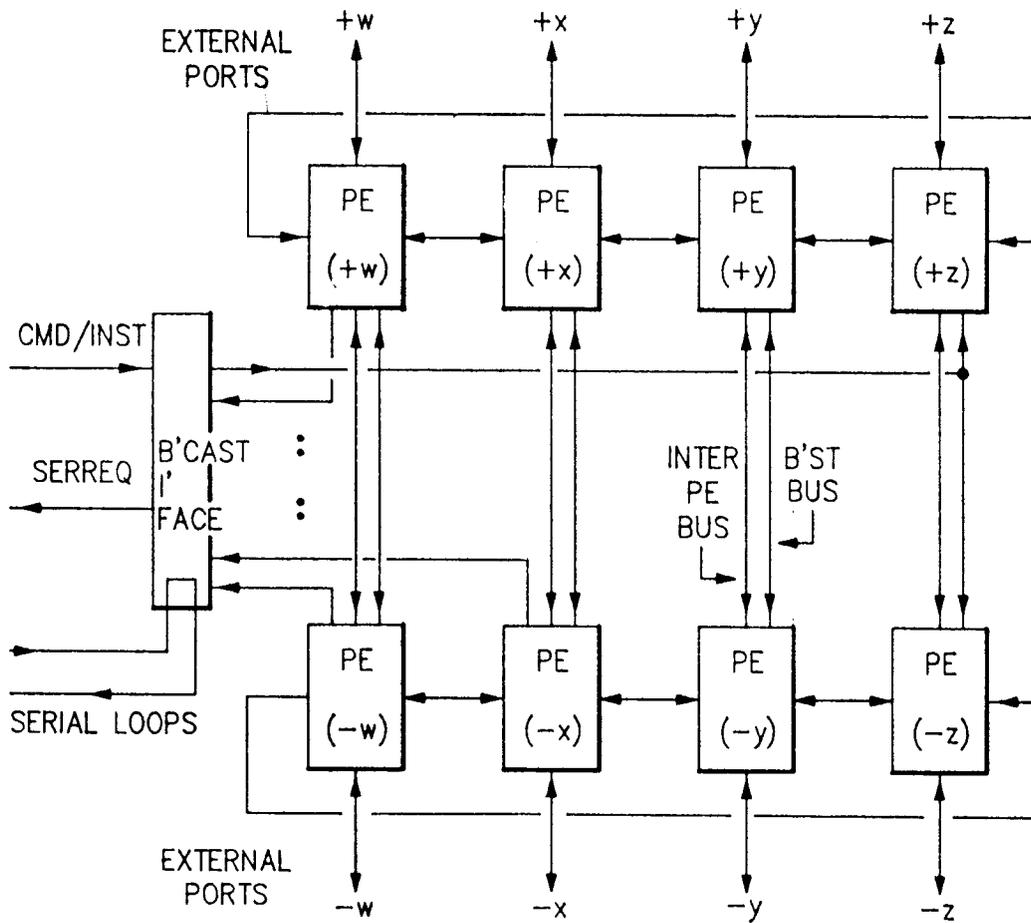 +w +x +y +z
EXTERNAL
PORTS
PE PE PE PE
(+w) (+x) (+y) (+z)
CMD/INST
B'CAST
I'
FACE
SERREQ
INTER
PE
BUS
B'ST
BUS
SERIAL LOOPS
PE PE PE PE
(−w) (−x) (−y) (−z)
EXTERNAL
PORTS
−w −x −y −z